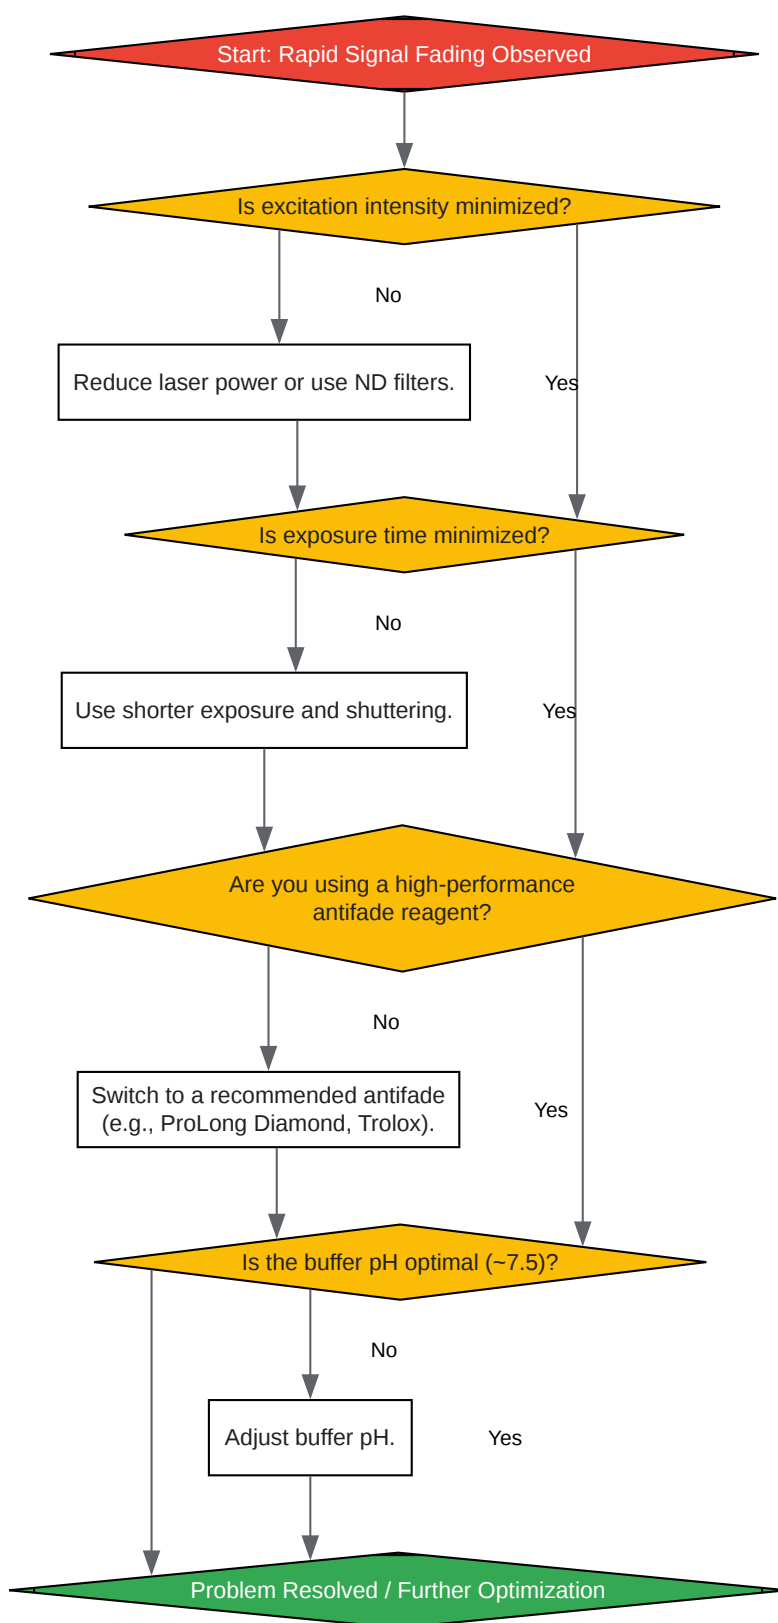 Start: Rapid Signal Fading Observed
Is excitation intensity minimized?
No
Reduce laser power or use ND filters.
Yes
Is exposure time minimized?
No
Use shorter exposure and shuttering.
Yes
Are you using a high-performance
antifade reagent?
No
Switch to a recommended antifade
(e.g., ProLong Diamond, Trolox).
Yes
Is the buffer pH optimal (~7.5)?
No
Adjust buffer pH.
Yes
Problem Resolved / Further Optimization